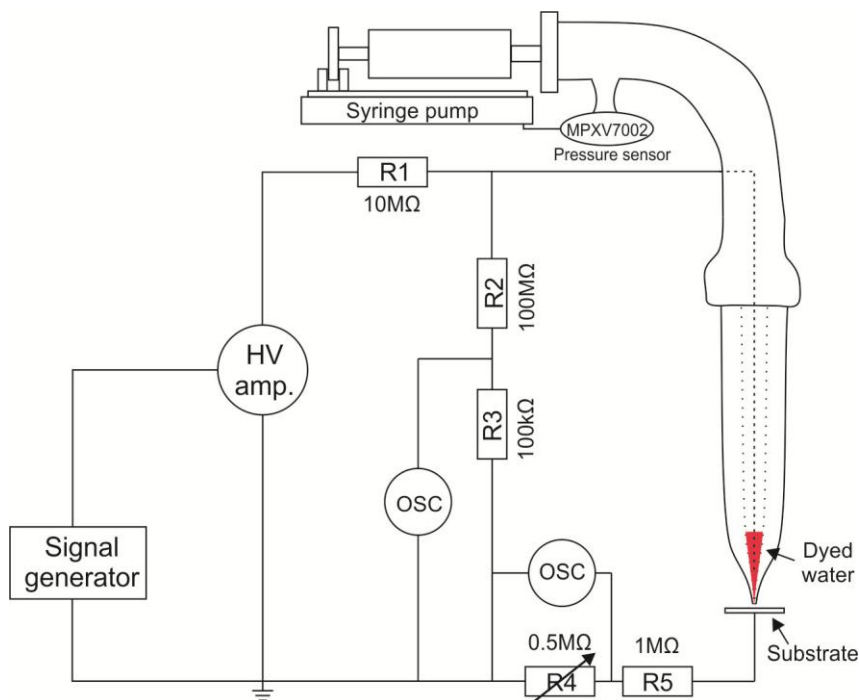 Syringe pump
MPXV7002
Pressure sensor
R1
10MΩ
R2
100MΩ
HV
amp.
R3
100kΩ
OSC
Signal
generator
OSC
Dyed
water
0.5MΩ
1MΩ
Substrate
R4
R5